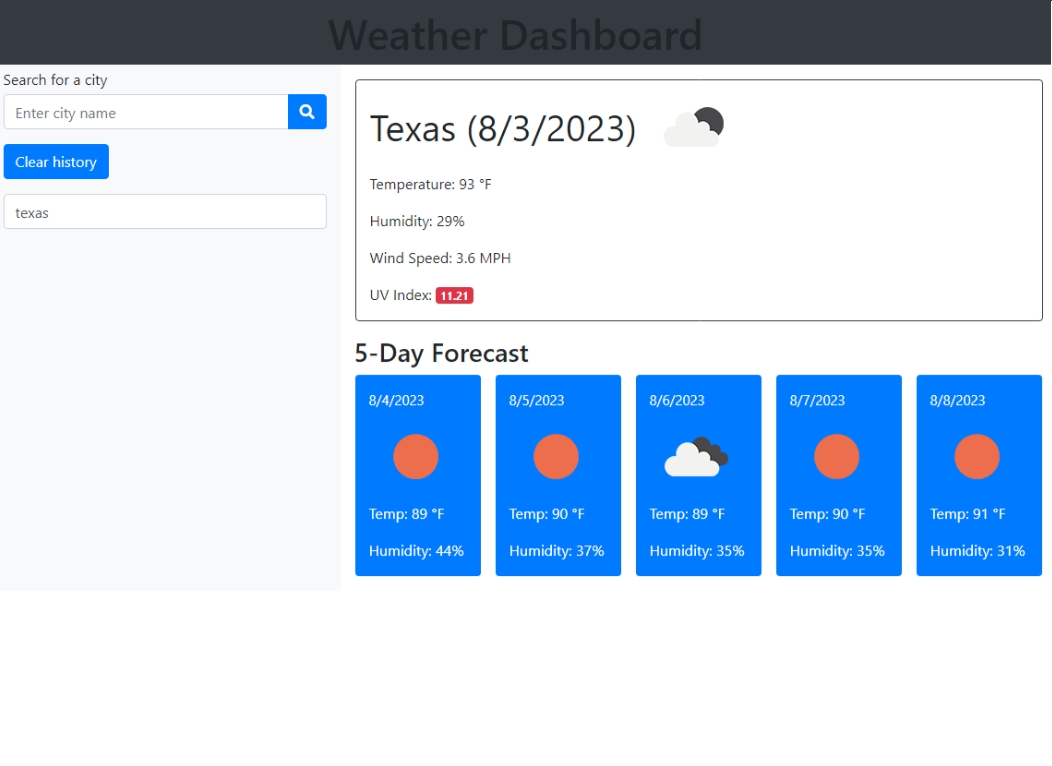 Weather Dashboard
Search for a city
Enter city name
Clear history
texas
Texas (8/3/2023)
Temperature: 93 °F
Humidity: 29%
Wind Speed: 3.6 MPH
UV Index: 11.21
5-Day Forecast
8/4/2023
Temp: 89 °F
Humidity: 44%
8/5/2023
Temp: 90 °F
Humidity: 37%
8/6/2023
Temp: 89 °F
Humidity: 35%
8/7/2023
Temp: 90 °F
Humidity: 35%
8/8/2023
Temp: 91 °F
Humidity: 31%